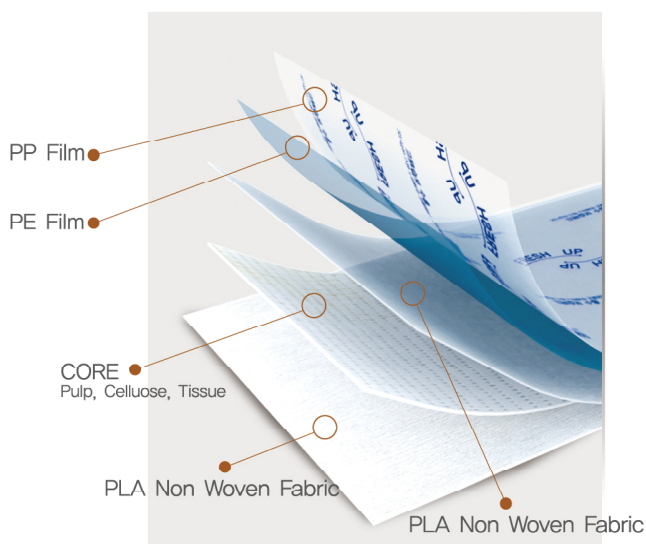 PP Film
PE Film
CORE
Pulp, Celluose, Tissue
PLA Non Woven Fabric
PLA Non Woven Fabric